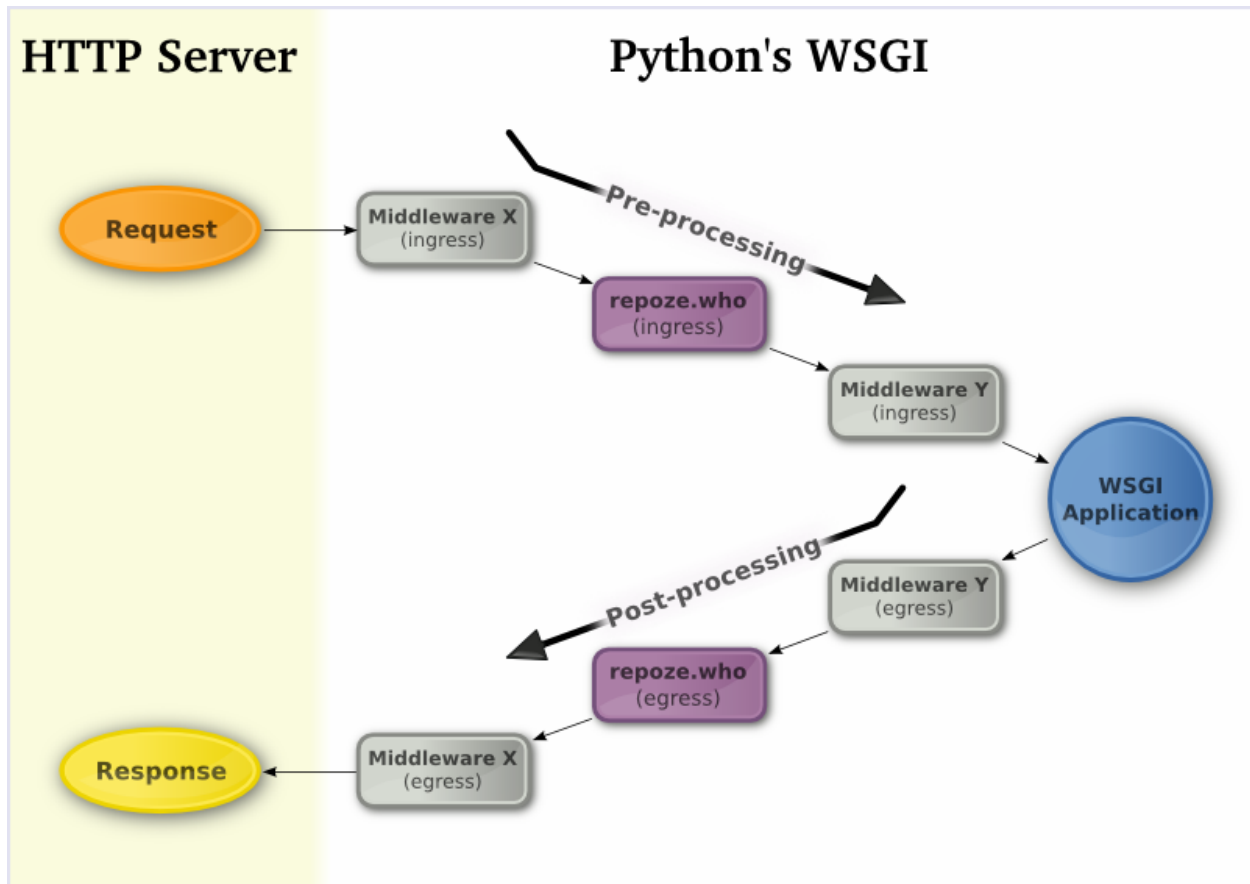 HTTP Server
Python's WSGI
Pre-processing
Request
Middleware X
(ingress)
repoze.who
(ingress)
Middleware Y
(ingress)
WSGI
Application
Post-processing
Middleware Y
(egress)
repoze.who
(egress)
Middleware X
(egress)
Response